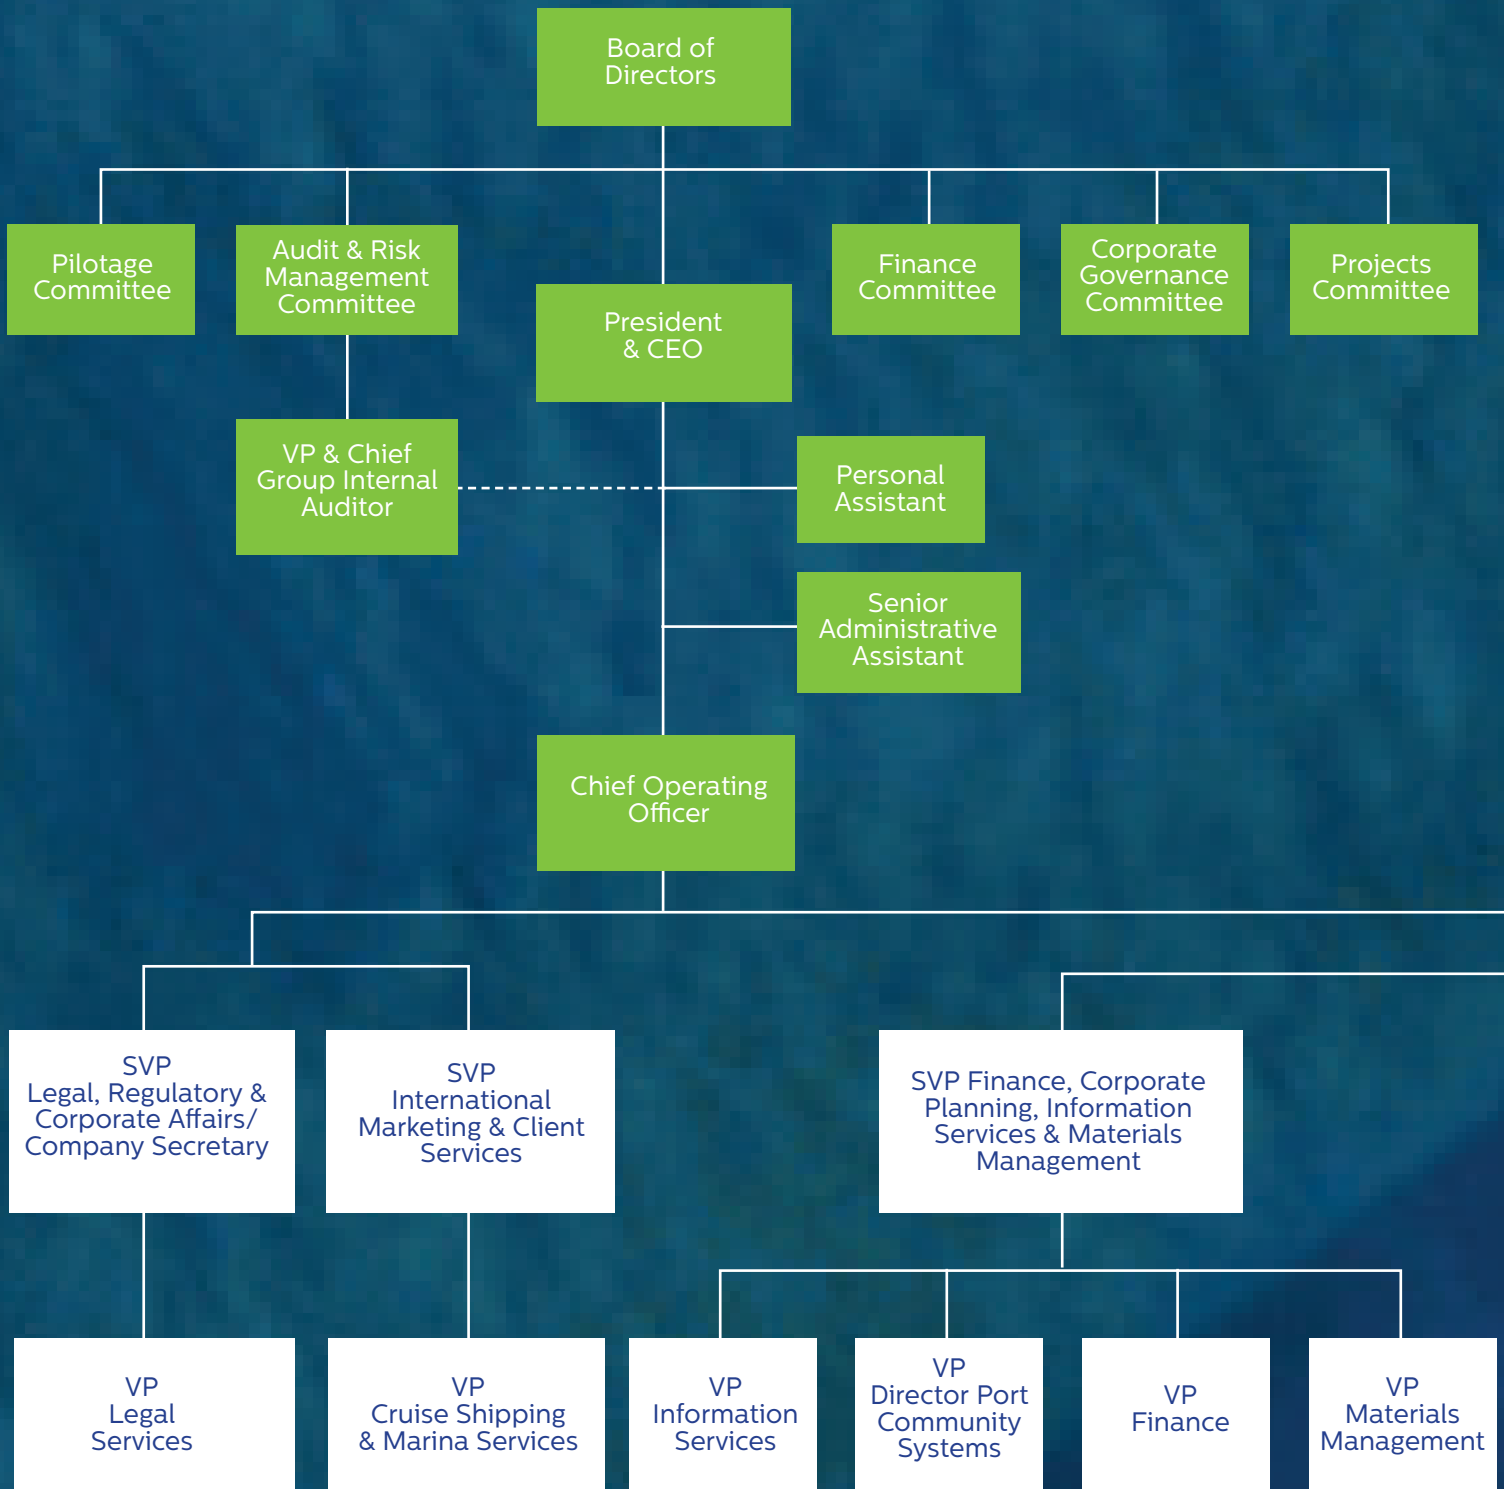 Board of
Directors
Pilotage
Committee
Audit & Risk
Management
Committee
Finance
Committee
Corporate
Governance
Committee
Projects
Committee
President
& CEO
VP & Chief
Group Internal
Auditor
Personal
Assistant
Senior
Administrative
Assistant
Chief Operating
Officer
SVP
Legal, Regulatory &
Corporate Affairs/
Company Secretary
SVP
International
Marketing & Client
Services
SVP Finance, Corporate
Planning, Information
Services & Materials
Management
VP
Legal
Services
VP
Cruise Shipping
& Marina Services
VP
Information
Services
VP
Director Port
Community
Systems
VP
Finance
VP
Materials
Management